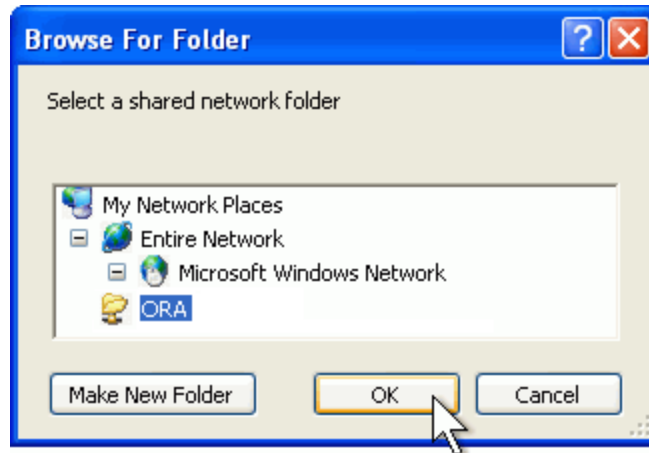 Browse For Folder
Select a shared network folder
My Network Places
Entire Network
Microsoft Windows Network
ORA
Make New Folder OK Cancel